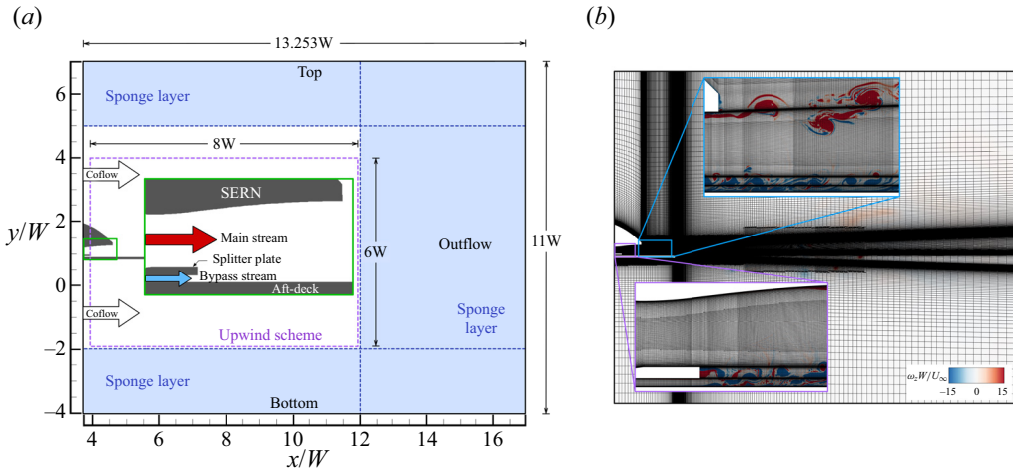 (a)
13.253W
Top
Sponge layer
8W
Coflow
SERN
Main stream
Splitter plate
Bypass stream
Aft-deck
6W
Outflow
11W
Coflow
Upwind scheme
Sponge
layer
Sponge layer
Bottom
6
4
2
0
−2
−4
y/W
4 6 8 10 12 14 16
x/W
(b)
ω_z W/U_∞
−15 15